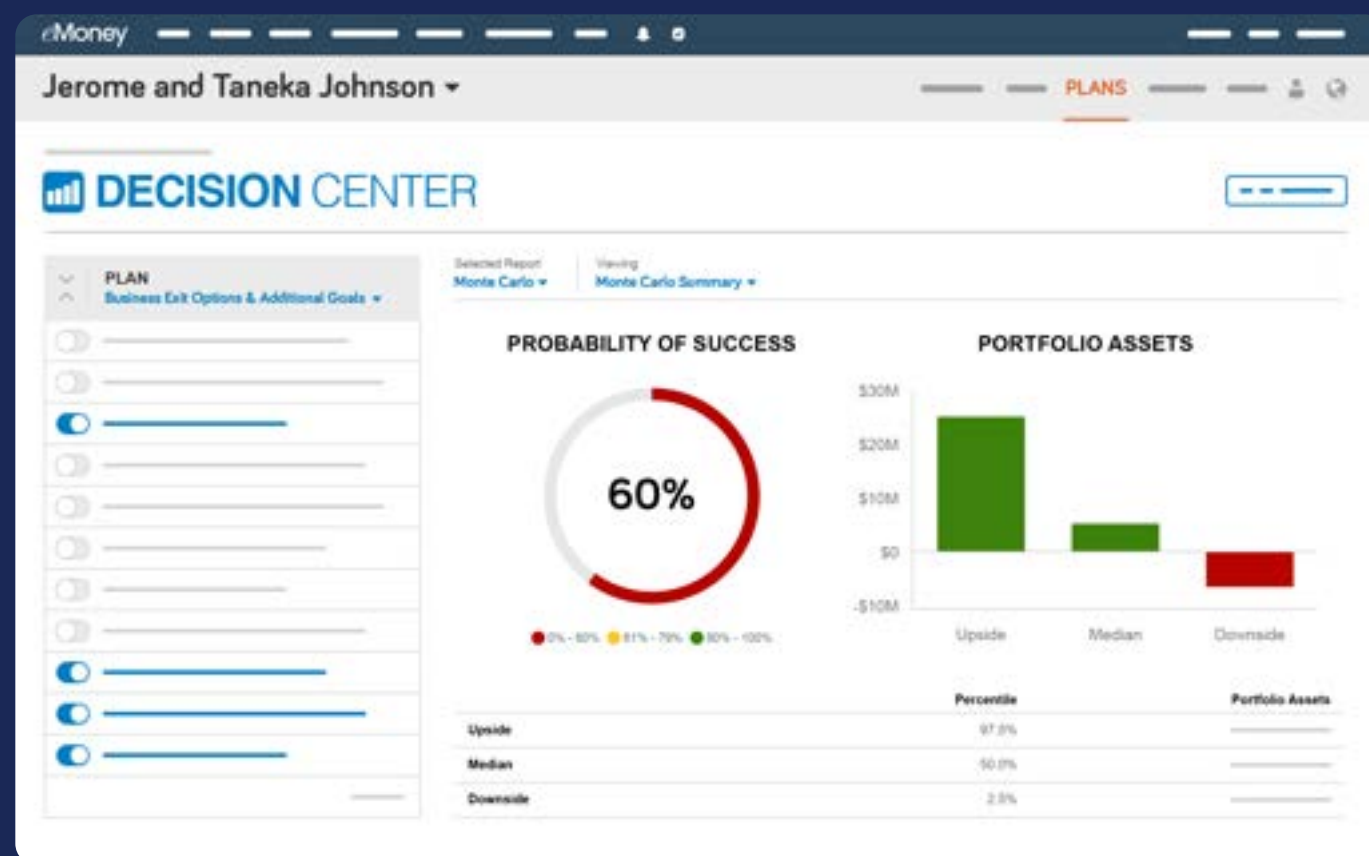 eMoney
Jerome and Taneka Johnson
PLANS
DECISION CENTER
PLAN
Business Exit Options & Additional Goals
Selected Report
Monte Carlo
Viewing
Monte Carlo Summary
PROBABILITY OF SUCCESS
60%
0% - 60% 61% - 79% 80% - 100%
PORTFOLIO ASSETS
$30M
$20M
$10M
$0
-$10M
Upside Median Downside
Percentile Portfolio Assets
Upside
Median 50.0%
Downside 2.5%